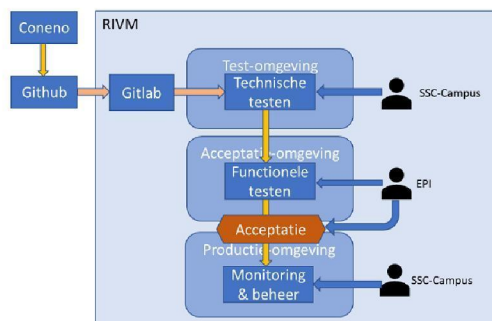 Coneno
RIVM
Github
Gitlab
Test-omgeving
Technische
testen
SSC-Campus
Acceptatie-omgeving
Functionele
testen
EPI
Acceptatie
Productie-omgeving
Monitoring
& beheer
SSC-Campus